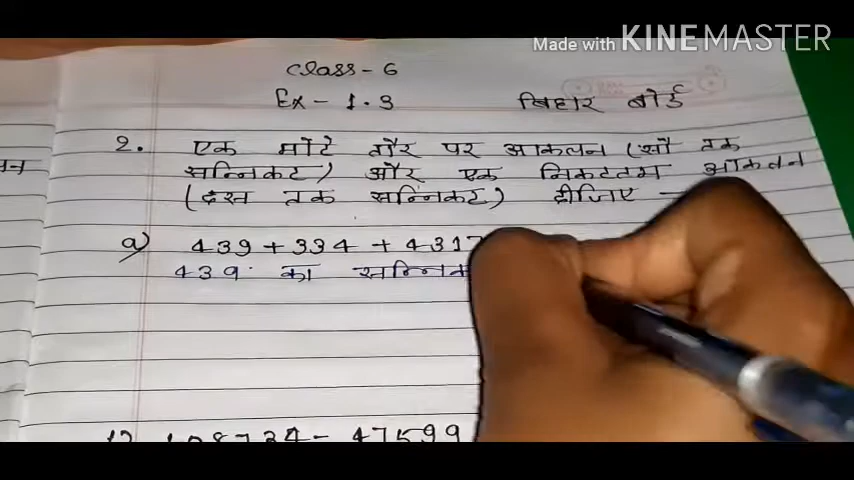 Made with KINEMASTER
Class-6
Ex-1.3 बिहार बोर्ड
2. एक मोटे तौर पर आकलन (सौ तक
सन्निकट) और एक निकटतम आकलन
(दस तक सन्निकट) दीजिए -
a) 439 + 334 + 4317
439 का
47599